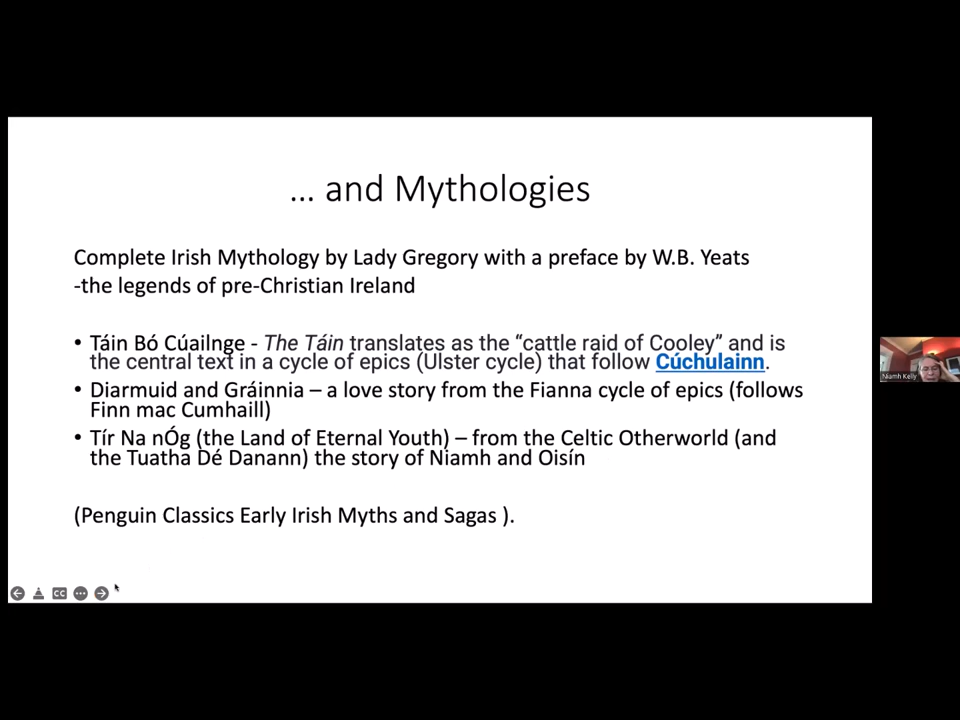 ... and Mythologies
Complete Irish Mythology by Lady Gregory with a preface by W.B. Yeats
-the legends of pre-Christian Ireland
• Táin Bó Cúailnge - The Táin translates as the “cattle raid of Cooley” and is
the central text in a cycle of epics (Ulster cycle) that follow Cúchulainn.
• Diarmuid and Gráinnia – a love story from the Fianna cycle of epics (follows
Finn mac Cumhaill)
• Tír Na nÓg (the Land of Eternal Youth) – from the Celtic Otherworld (and
the Tuatha Dé Danann) the story of Niamh and Oisín
(Penguin Classics Early Irish Myths and Sagas ).
CC
Niamh Kelly